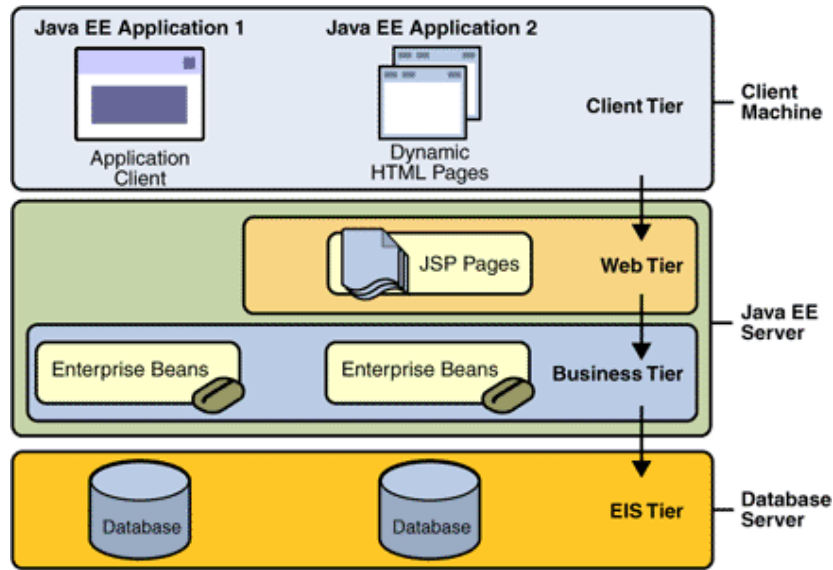 Java EE Application 1
Java EE Application 2
Application
Client
Dynamic
HTML Pages
Client Tier
Client
Machine
JSP Pages
Web Tier
Java EE
Server
Enterprise Beans
Enterprise Beans
Business Tier
Database
Database
EIS Tier
Database
Server